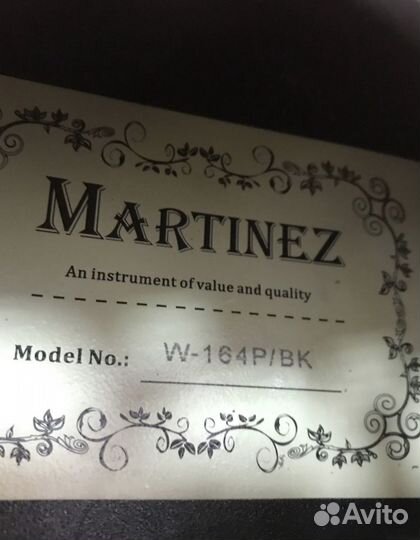 MARTINEZ
An instrument of value and quality
Model No.: W-164P/BK
Avito